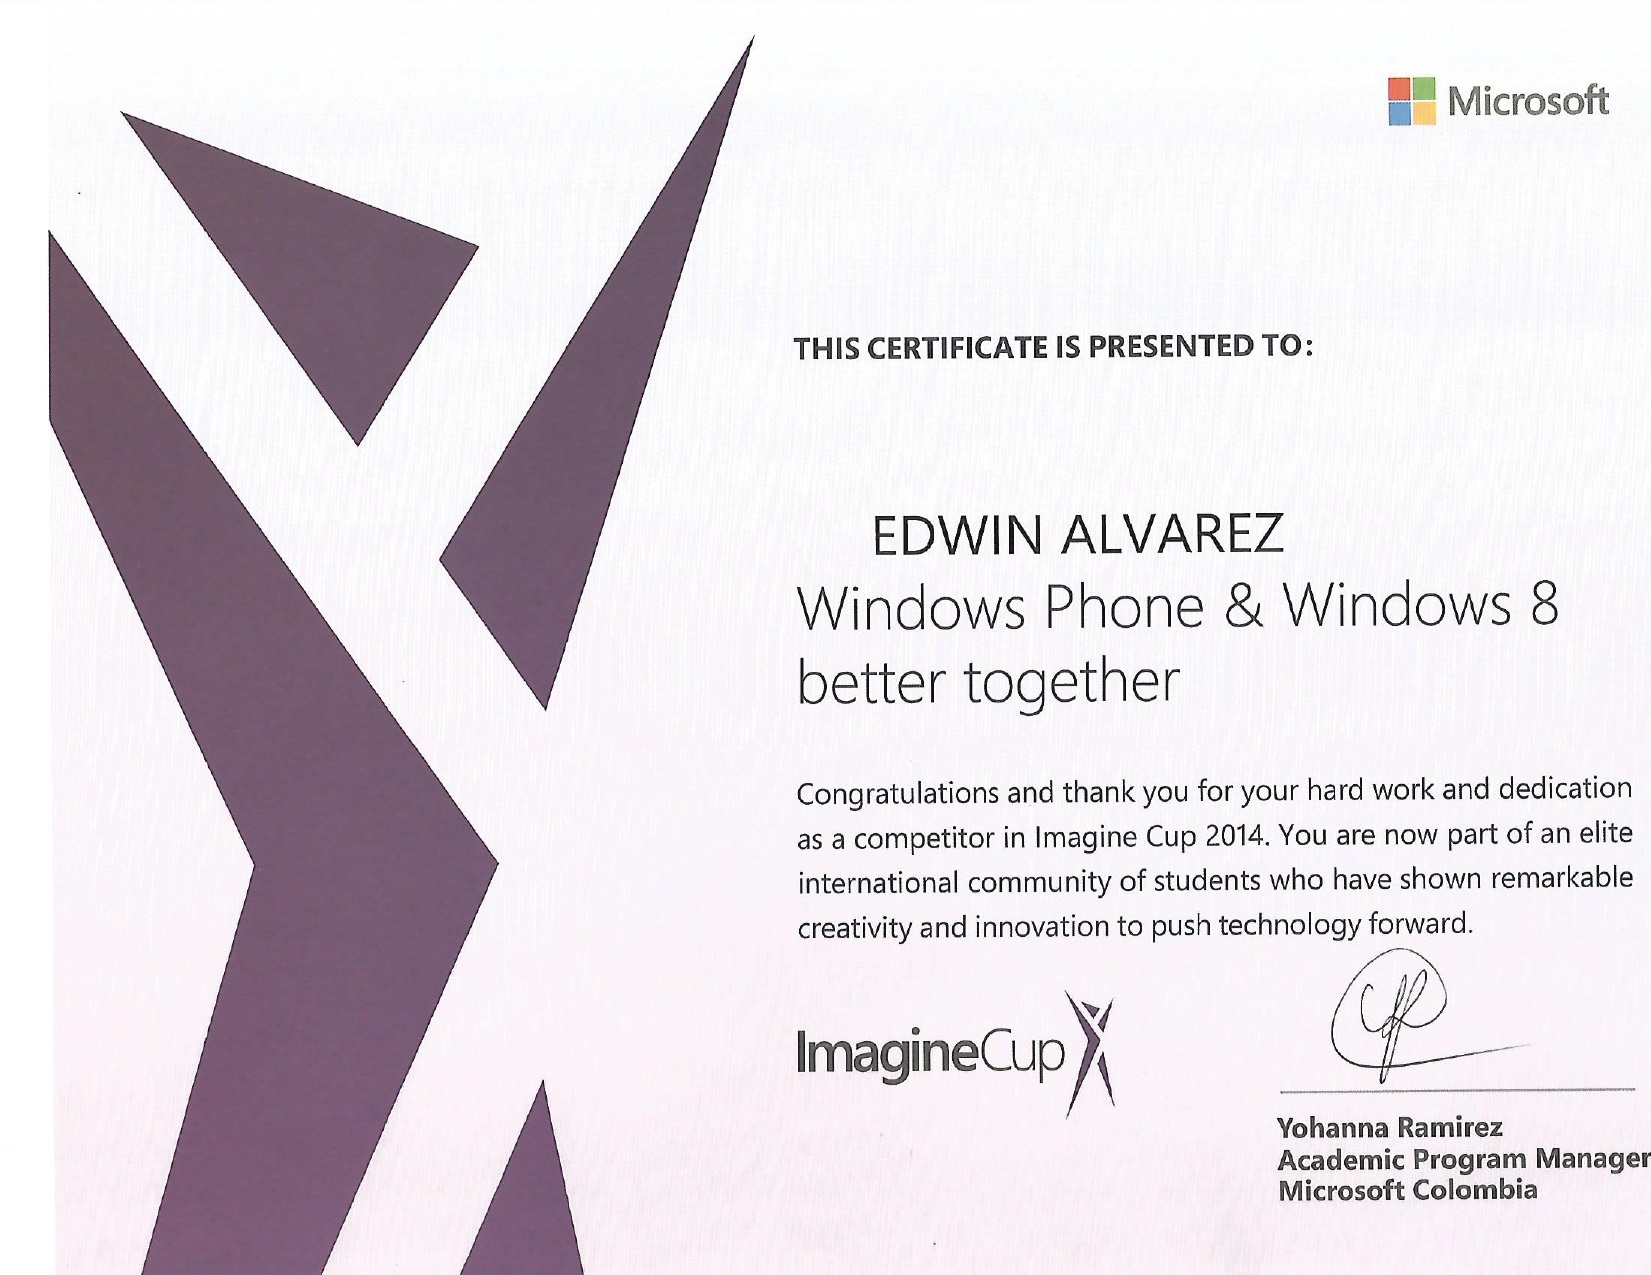 Microsoft
THIS CERTIFICATE IS PRESENTED TO:
EDWIN ALVAREZ
Windows Phone & Windows 8
better together
Congratulations and thank you for your hard work and dedication
as a competitor in Imagine Cup 2014. You are now part of an elite
international community of students who have shown remarkable
creativity and innovation to push technology forward.
ImagineCup
Yohanna Ramirez
Academic Program Manager
Microsoft Colombia